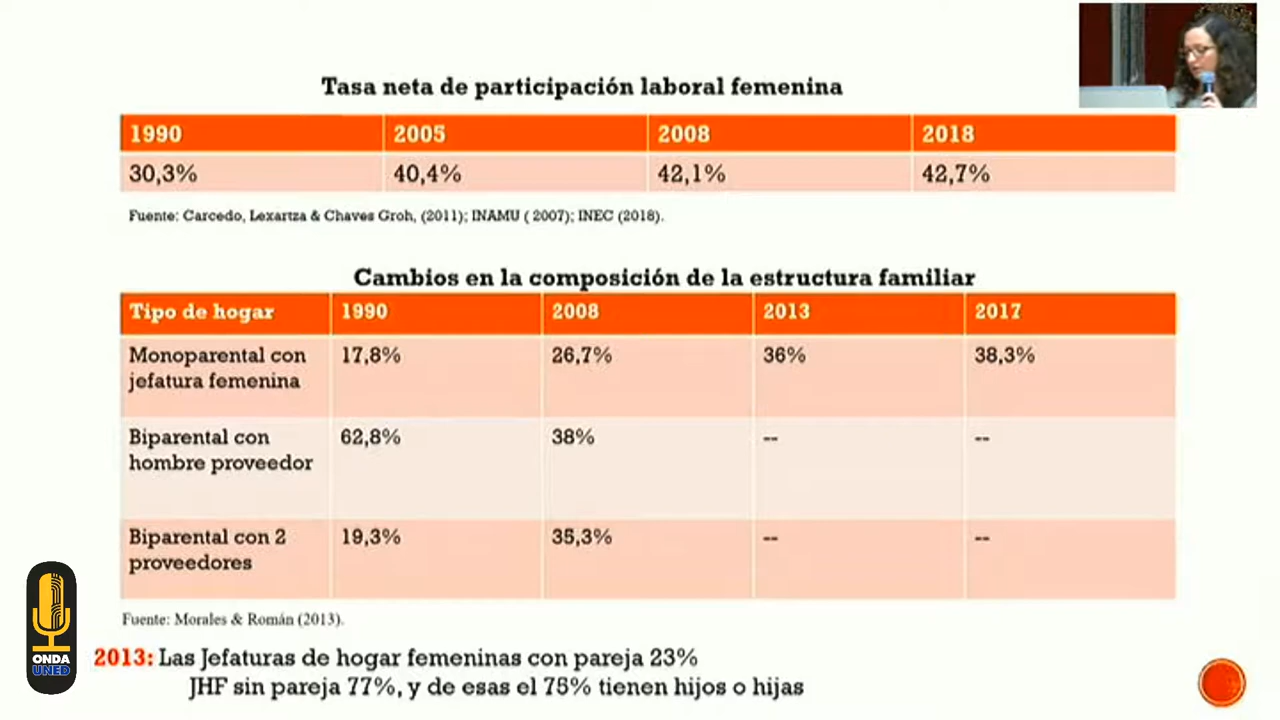 Tasa neta de participación laboral femenina
1990 2005 2008 2018
30,3% 40,4% 42,1% 42,7%
Fuente: Carcedo, Lexartza & Chaves Groh, (2011); INAMU ( 2007); INEC (2018).
Cambios en la composición de la estructura familiar
Tipo de hogar 1990 2008 2013 2017
Monoparental con 17,8% 26,7% 36% 38,3%
jefatura femenina
Biparental con 62,8% 38% -- --
hombre proveedor
Biparental con 2 19,3% 35,3% -- --
proveedores
Fuente: Morales & Román (2013).
2013: Las Jefaturas de hogar femeninas con pareja 23%
JHF sin pareja 77%, y de esas el 75% tienen hijos o hijas
ONDA
UNED